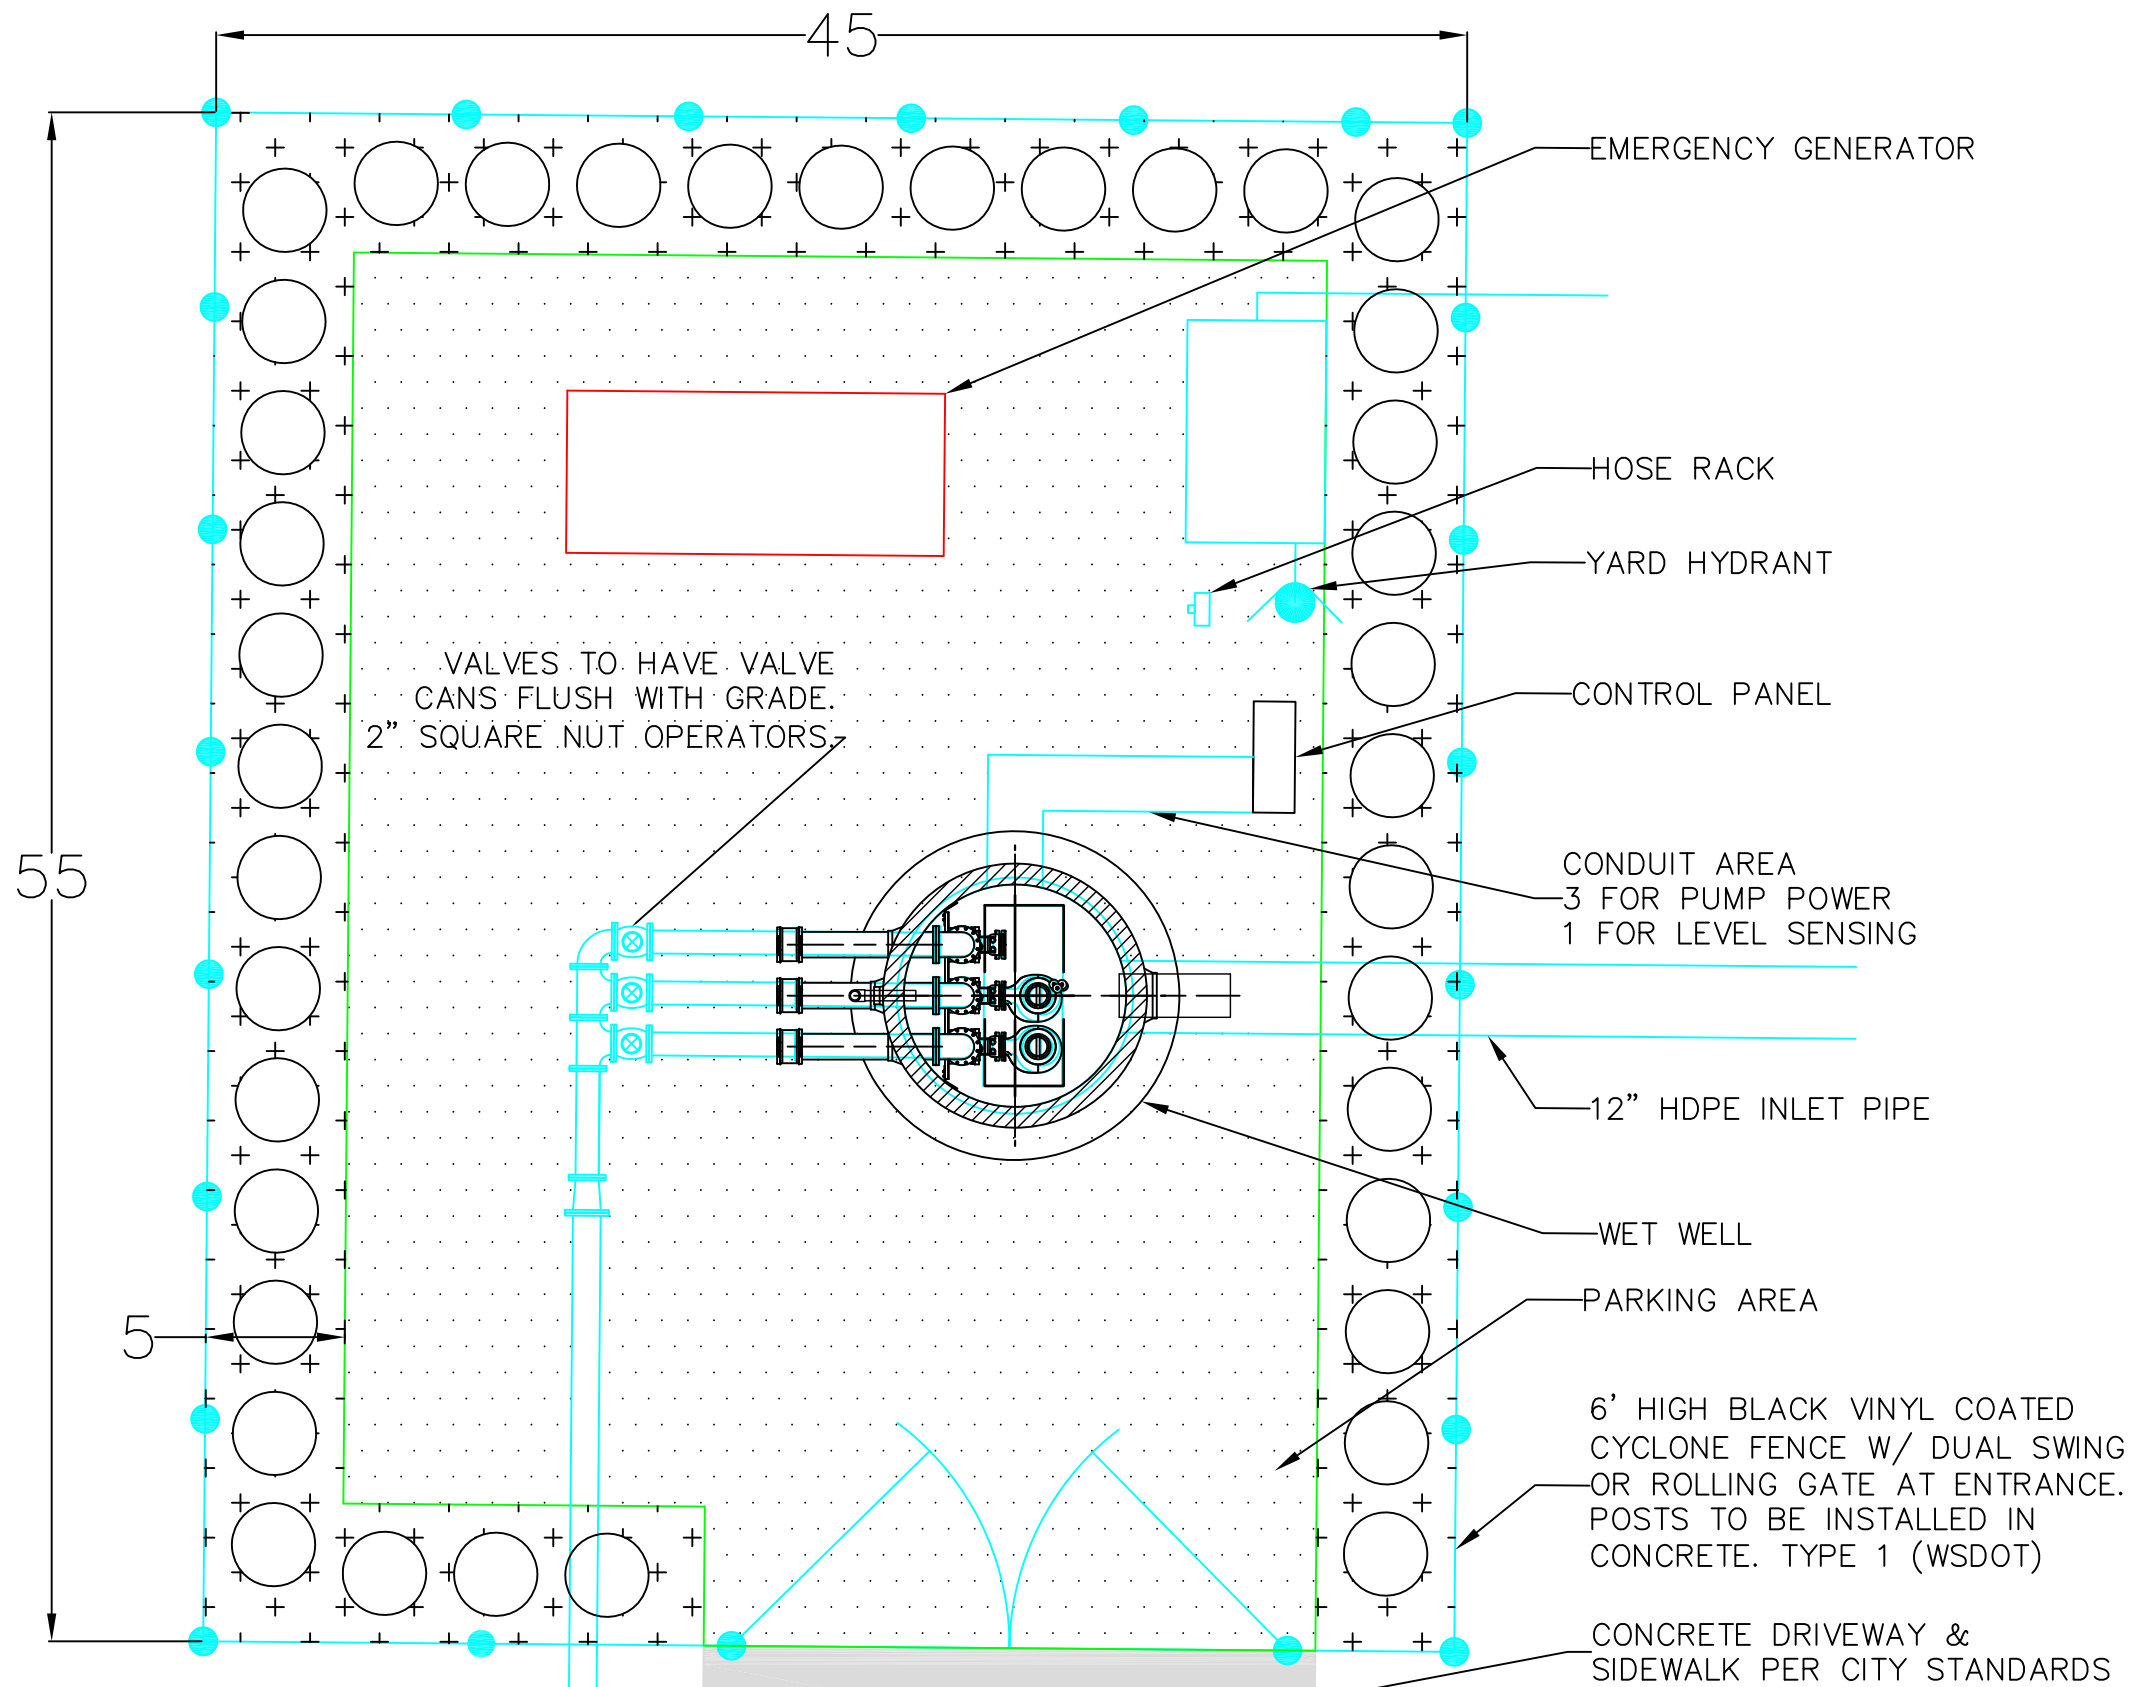 45
EMERGENCY GENERATOR
HOSE RACK
YARD HYDRANT
VALVES TO HAVE VALVE
CANS FLUSH WITH GRADE.
2” SQUARE NUT OPERATORS.
CONTROL PANEL
55
CONDUIT AREA
3 FOR PUMP POWER
1 FOR LEVEL SENSING
12” HDPE INLET PIPE
WET WELL
PARKING AREA
5
6’ HIGH BLACK VINYL COATED
CYCLONE FENCE W/ DUAL SWING
OR ROLLING GATE AT ENTRANCE.
POSTS TO BE INSTALLED IN
CONCRETE. TYPE 1 (WSDOT)
CONCRETE DRIVEWAY &
SIDEWALK PER CITY STANDARDS